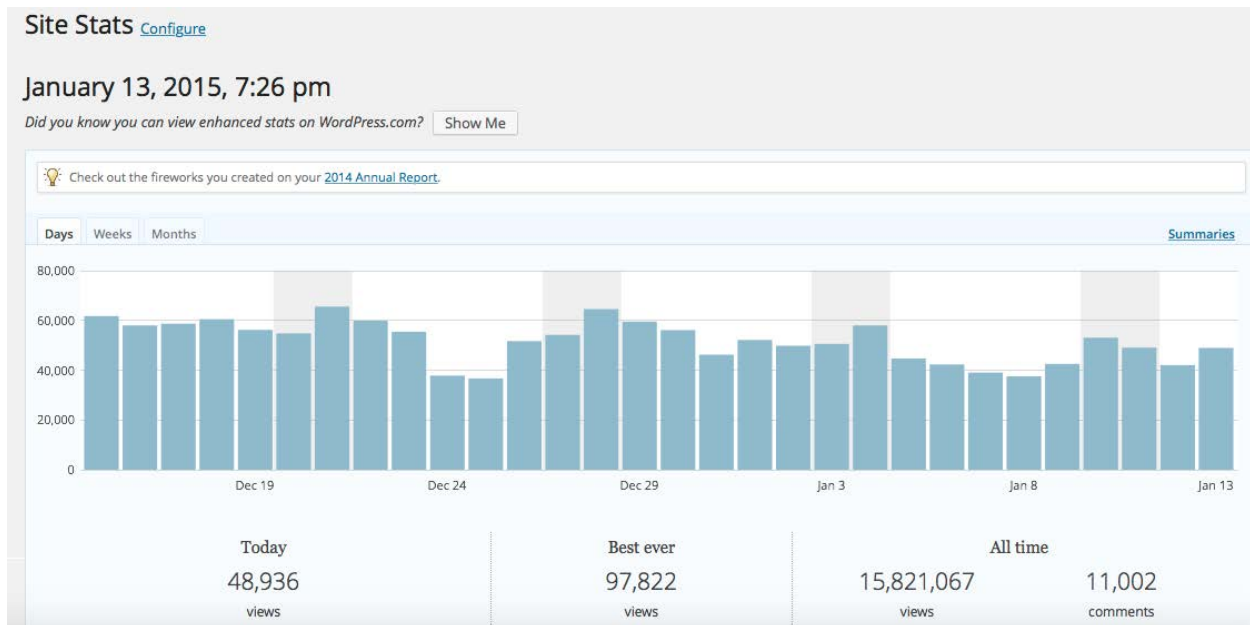 Site Stats Configure
January 13, 2015, 7:26 pm
Did you know you can view enhanced stats on WordPress.com? Show Me
Check out the fireworks you created on your 2014 Annual Report.
Days Weeks Months Summaries
80,000
60,000
40,000
20,000
0
Dec 19 Dec 24 Dec 29 Jan 3 Jan 8 Jan 13
Today Best ever All time
48,936 97,822 15,821,067 11,002
views views views comments